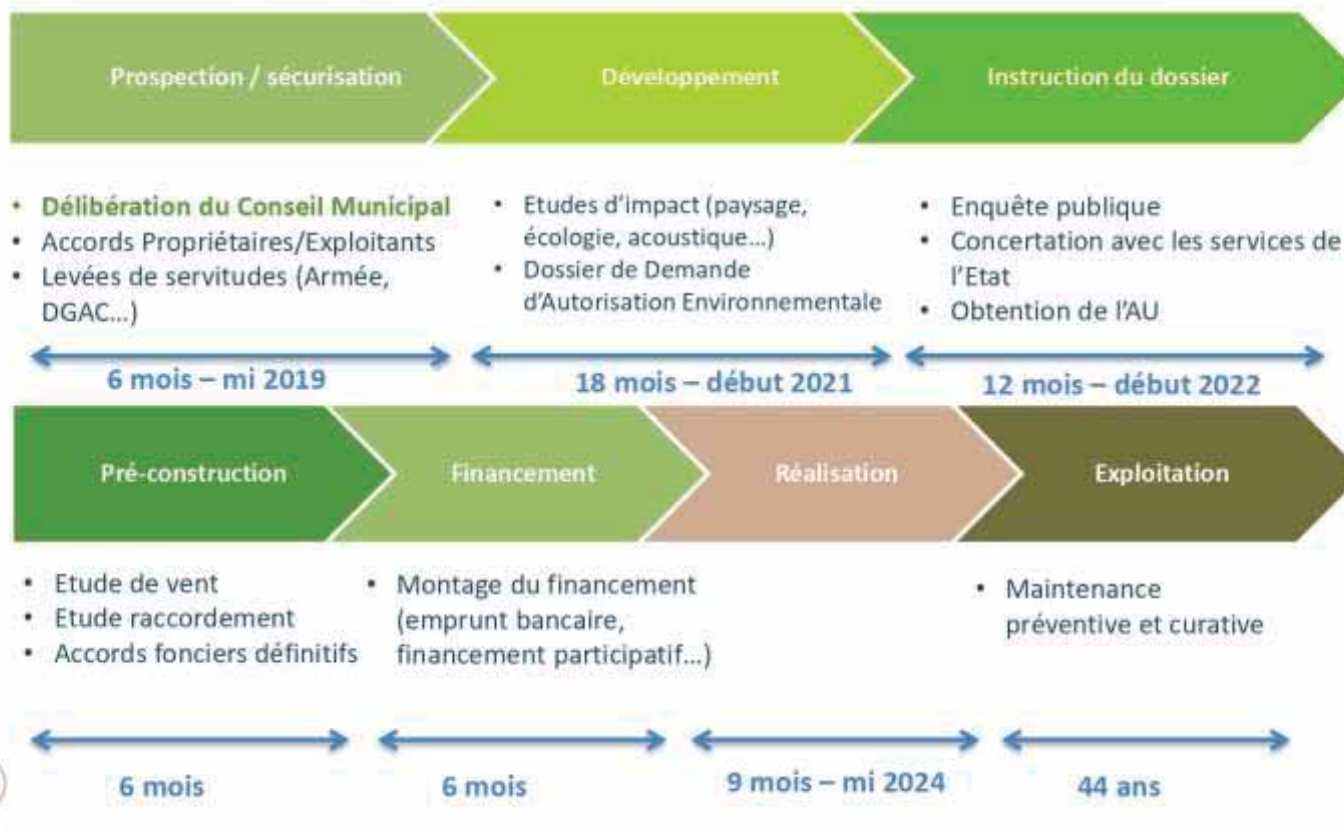 Prospection / sécurisation
Développement
Instruction du dossier
• Délibération du Conseil Municipal
• Accords Propriétaires/Exploitants
• Levées de servitudes (Armée,
DGAC...)
6 mois – mi 2019
• Etudes d'impact (paysage,
écologie, acoustique...)
• Dossier de Demande
d'Autorisation Environnementale
18 mois – début 2021
• Enquête publique
• Concertation avec les services de
l'Etat
• Obtention de l'AU
12 mois – début 2022
Pré-construction
Financement
Réalisation
Exploitation
• Etude de vent
• Etude raccordement
• Accords fonciers définitifs
6 mois
• Montage du financement
(emprunt bancaire,
financement participatif...)
6 mois
9 mois – mi 2024
• Maintenance
préventive et curative
44 ans